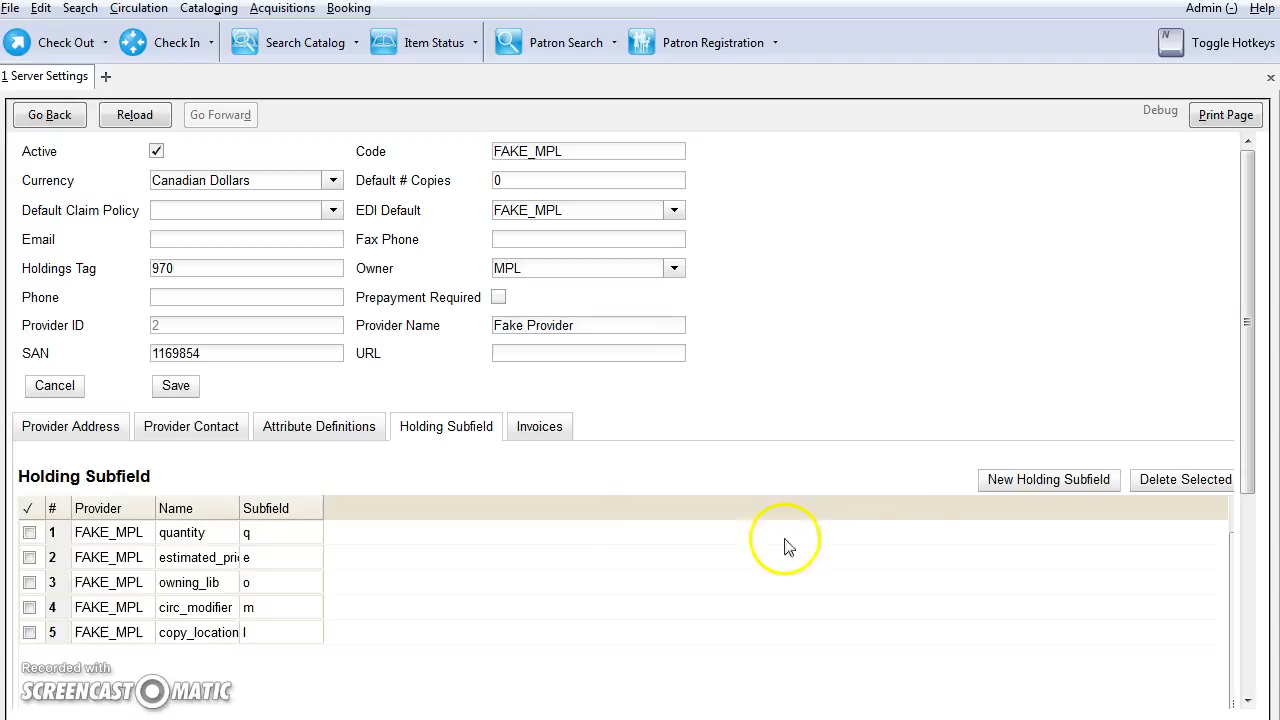 File Edit Search Circulation Cataloging Acquisitions Booking Admin (-) Help
Check Out Check In Search Catalog Item Status Patron Search Patron Registration N Toggle Hotkeys
1 Server Settings + ×
Go Back Reload Go Forward Debug Print Page
Active ✓ Code FAKE_MPL
Currency Canadian Dollars Default # Copies 0
Default Claim Policy EDI Default FAKE_MPL
Email Fax Phone
Holdings Tag 970 Owner MPL
Phone Prepayment Required
Provider ID 2 Provider Name Fake Provider
SAN 1169854 URL
Cancel Save
Provider Address Provider Contact Attribute Definitions Holding Subfield Invoices
Holding Subfield New Holding Subfield Delete Selected
✓ # Provider Name Subfield
1 FAKE_MPL quantity q
2 FAKE_MPL estimated_pri e
3 FAKE_MPL owning_lib o
4 FAKE_MPL circ_modifier m
5 FAKE_MPL copy_location l
Recorded with
SCREENCAST-O-MATIC